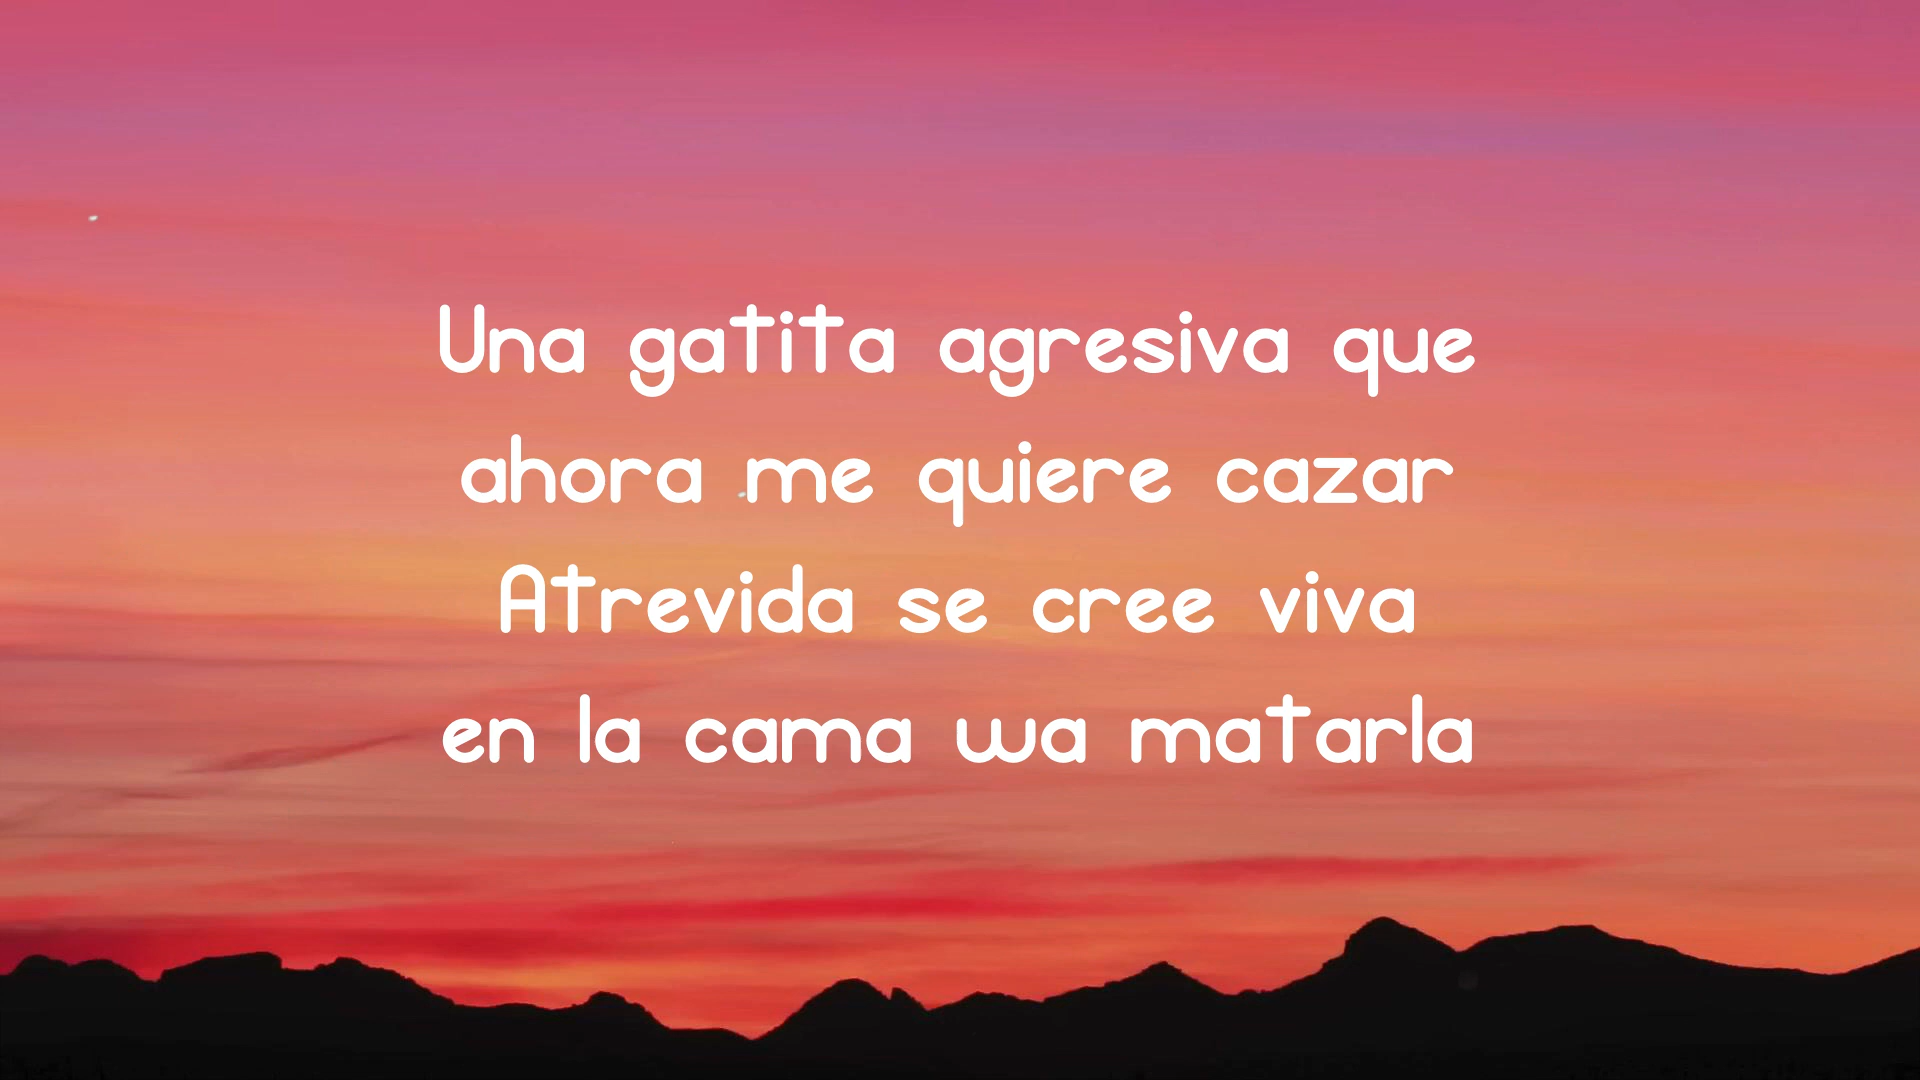 Una gatita agresiva que
ahora me quiere cazar
Atrevida se cree viva
en la cama wa matarla